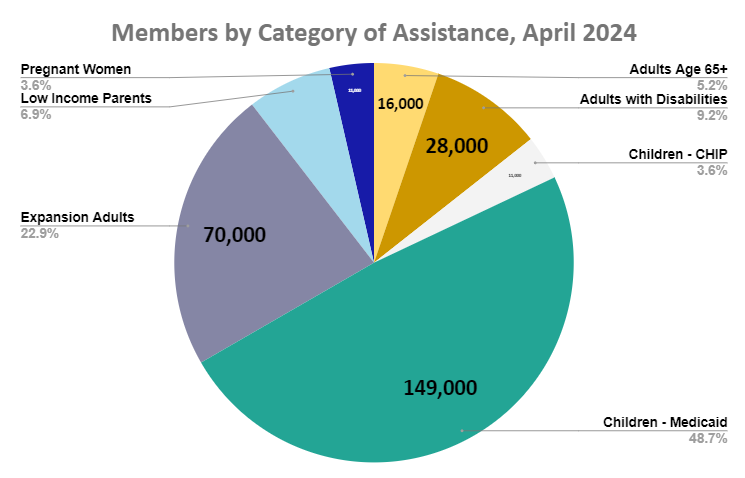 Members by Category of Assistance, April 2024
Pregnant Women
3.6%
Low Income Parents
6.9%
Expansion Adults
22.9%
Adults Age 65+
5.2%
Adults with Disabilities
9.2%
Children - CHIP
3.6%
Children - Medicaid
48.7%
16,000
28,000
11,000
70,000
149,000